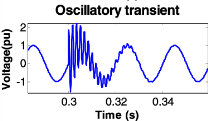 Oscillatory transient
Voltage(pu)
2
1
0
-1
0.3
0.32
0.34
Time (s)